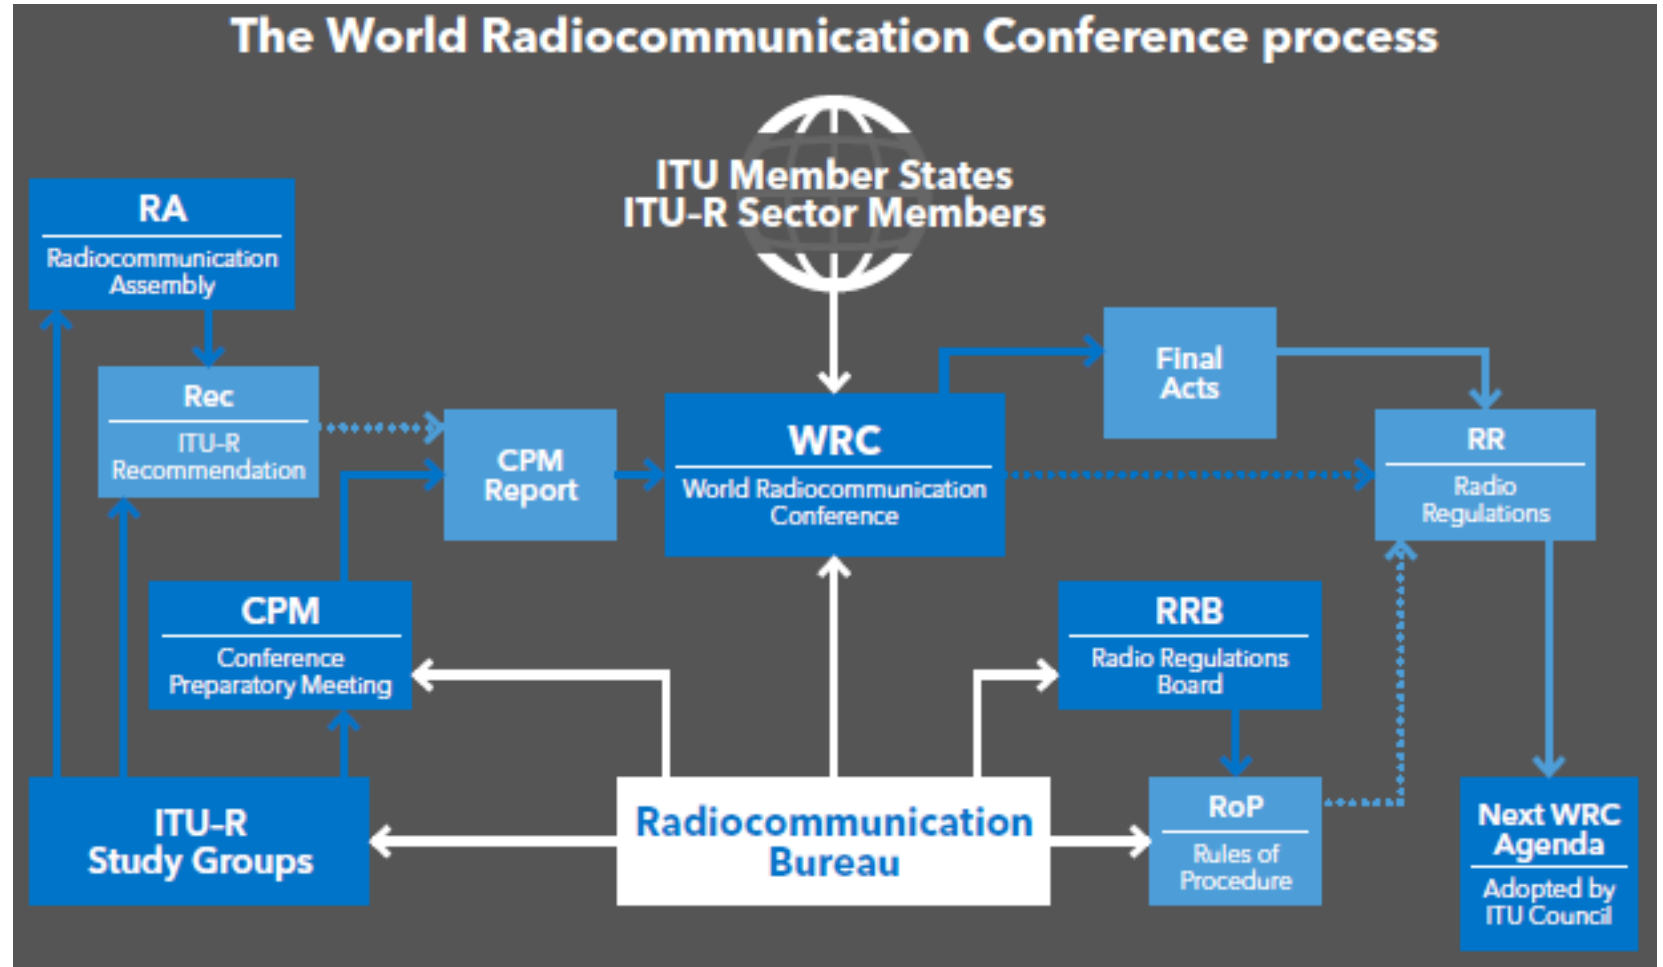 The World Radiocommunication Conference process
ITU Member States
ITU-R Sector Members
RA
Radiocommunication
Assembly
Rec
ITU-R
Recommendation
CPM
Report
WRC
World Radiocommunication
Conference
Final
Acts
RR
Radio
Regulations
CPM
Conference
Preparatory Meeting
RRB
Radio Regulations
Board
ITU-R
Study Groups
Radiocommunication
Bureau
RoP
Rules of
Procedure
Next WRC
Agenda
Adopted by
ITU Council